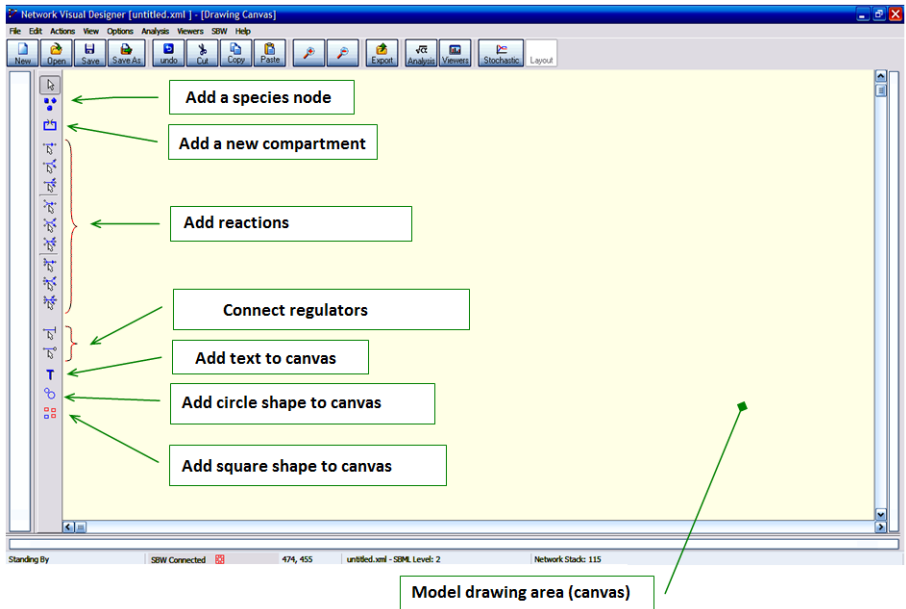 Network Visual Designer [untitled.xml ] - [Drawing Canvas]
File Edit Actions View Options Analysis Viewers SBW Help
New Open Save Save As undo Cut Copy Paste Export Analysis Viewers Stochastic Layout
Add a species node
Add a new compartment
Add reactions
Connect regulators
T Add text to canvas
Add circle shape to canvas
Add square shape to canvas
Standing By SBW Connected 474, 455 untitled.xml - SBML Level: 2 Network Stack: 115
Model drawing area (canvas)